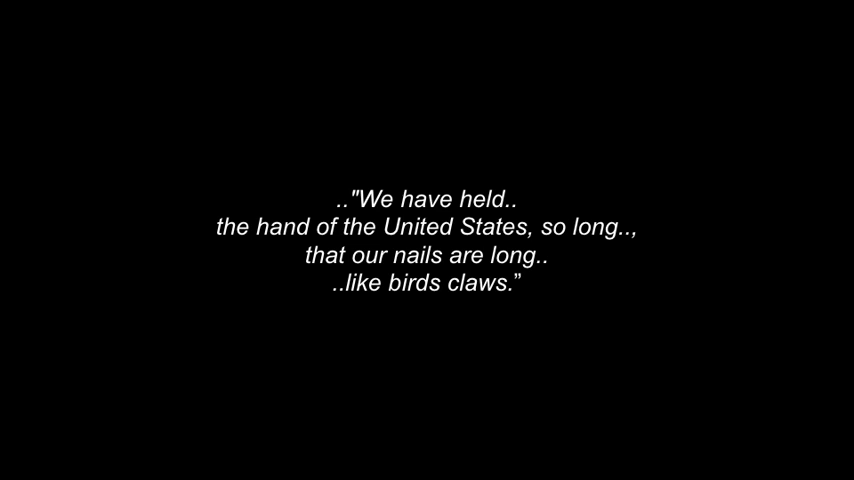 .."We have held..
the hand of the United States, so long..,
that our nails are long..
..like birds claws.”